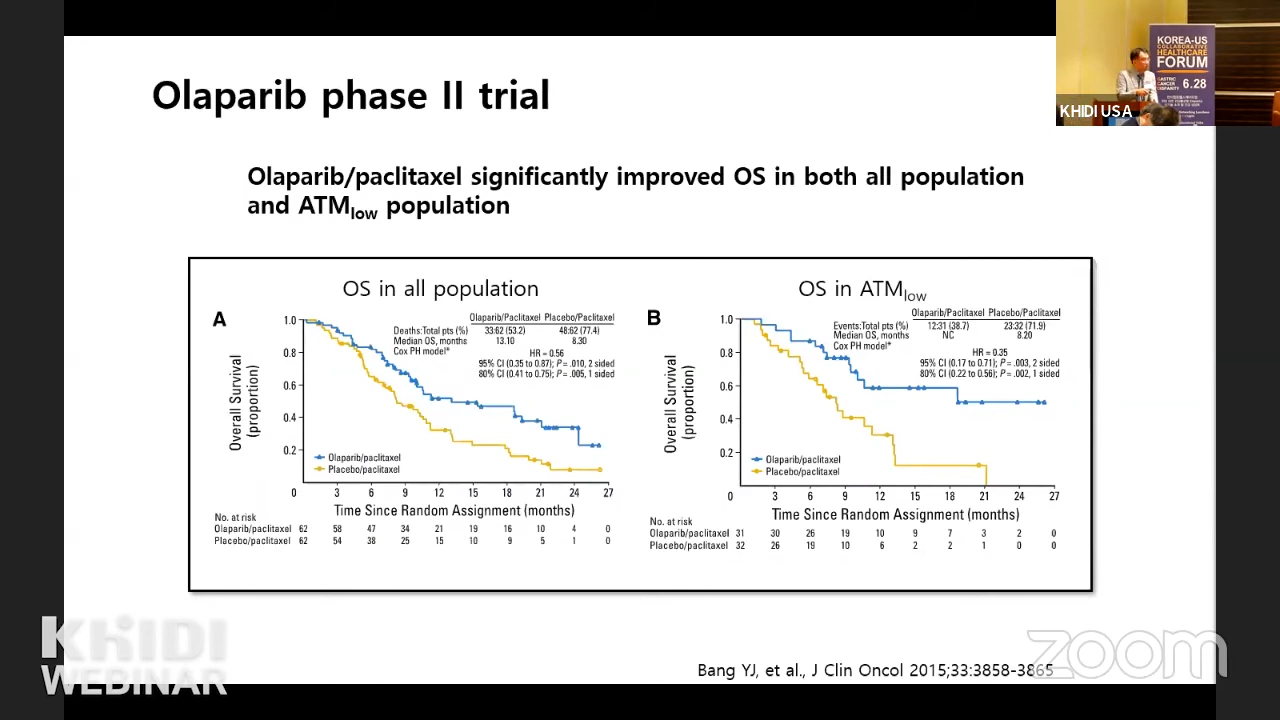 Olaparib phase II trial
KOREA-US
COLLABORATIVE
HEALTHCARE
FORUM
GASTRIC
CANCER
DISPARITY
6.28
KHIDI USA
Olaparib/paclitaxel significantly improved OS in both all population
and ATMlow population
OS in all population
A
Olaparib/Paclitaxel Placebo/Paclitaxel
Deaths:Total pts (%) 33:62 (53.2) 48:62 (77.4)
Median OS, months 13.10 8.30
Cox PH model*
HR = 0.56
95% CI (0.35 to 0.87); P = .010, 2 sided
80% CI (0.41 to 0.75); P = .005, 1 sided
Overall Survival
(proportion)
1.0
0.8
0.6
0.4
0.2
Olaparib/paclitaxel
Placebo/paclitaxel
0 3 6 9 12 15 18 21 24 27
Time Since Random Assignment (months)
No. at risk
Olaparib/paclitaxel 62 58 47 34 21 19 16 10 4 0
Placebo/paclitaxel 62 54 38 25 15 10 9 5 1 0
OS in ATMlow
B
Olaparib/Paclitaxel Placebo/Paclitaxel
Events:Total pts (%) 12:31 (38.7) 23:32 (71.9)
Median OS, months NC 8.20
Cox PH model*
HR = 0.35
95% CI (0.17 to 0.71); P = .003, 2 sided
80% CI (0.22 to 0.56); P = .002, 1 sided
Overall Survival
(proportion)
1.0
0.8
0.6
0.4
0.2
Olaparib/paclitaxel
Placebo/paclitaxel
0 3 6 9 12 15 18 21 24 27
Time Since Random Assignment (months)
No. at risk
Olaparib/paclitaxel 31 30 26 19 10 9 7 3 2 0
Placebo/paclitaxel 32 26 19 10 6 2 2 1 0 0
KHIDI
WEBINAR
zoom
Bang YJ, et al., J Clin Oncol 2015;33:3858-3865